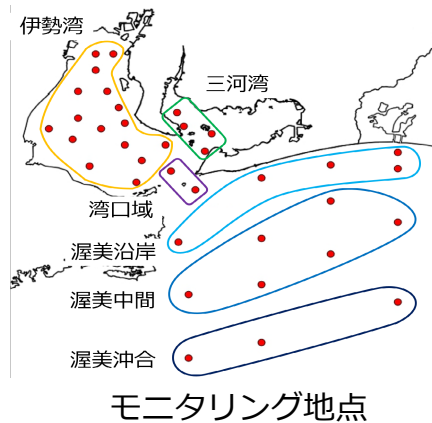 伊勢湾
三河湾
湾口域
渥美沿岸
渥美中間
渥美沖合
モニタリング地点